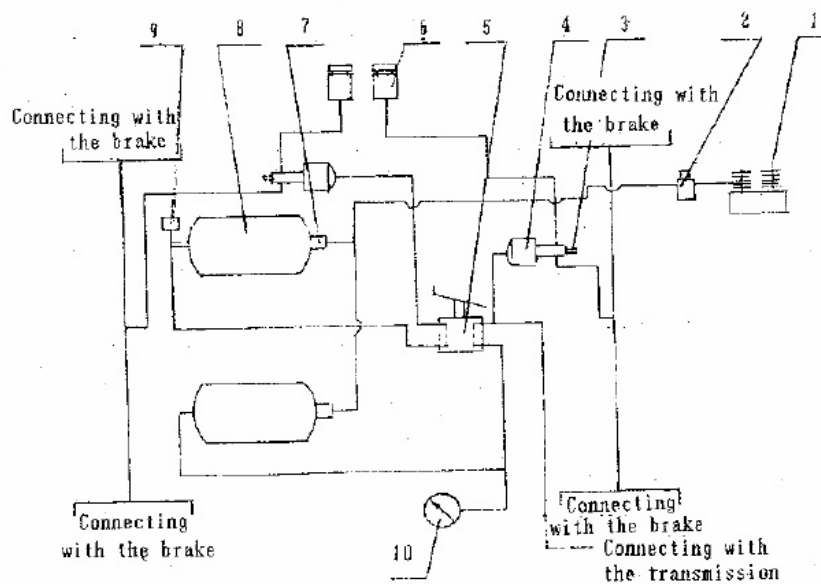 9 8 7 6 5 4 3 2 1
Connecting with
the brake
Connecting with
the brake
Connecting
with the brake
10
Connecting
with the brake
Connecting with
the transmission